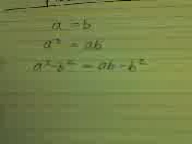 a = b
a² = ab
a²-b² = ab-b²